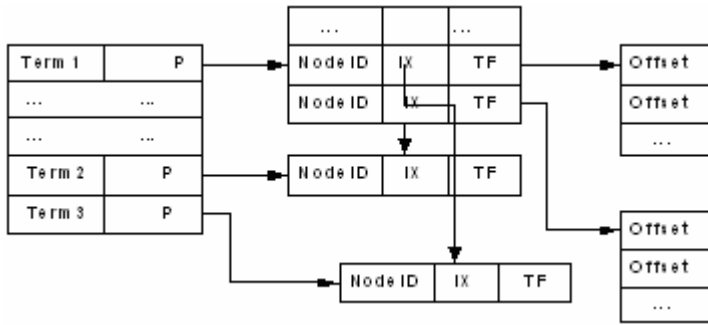 ... ...
Term 1 P
Node ID IX TF
Offset
... ...
Node ID IX TF
Offset
... ...
...
Term 2 P
Node ID IX TF
Term 3 P
Offset
Offset
Node ID IX TF
...